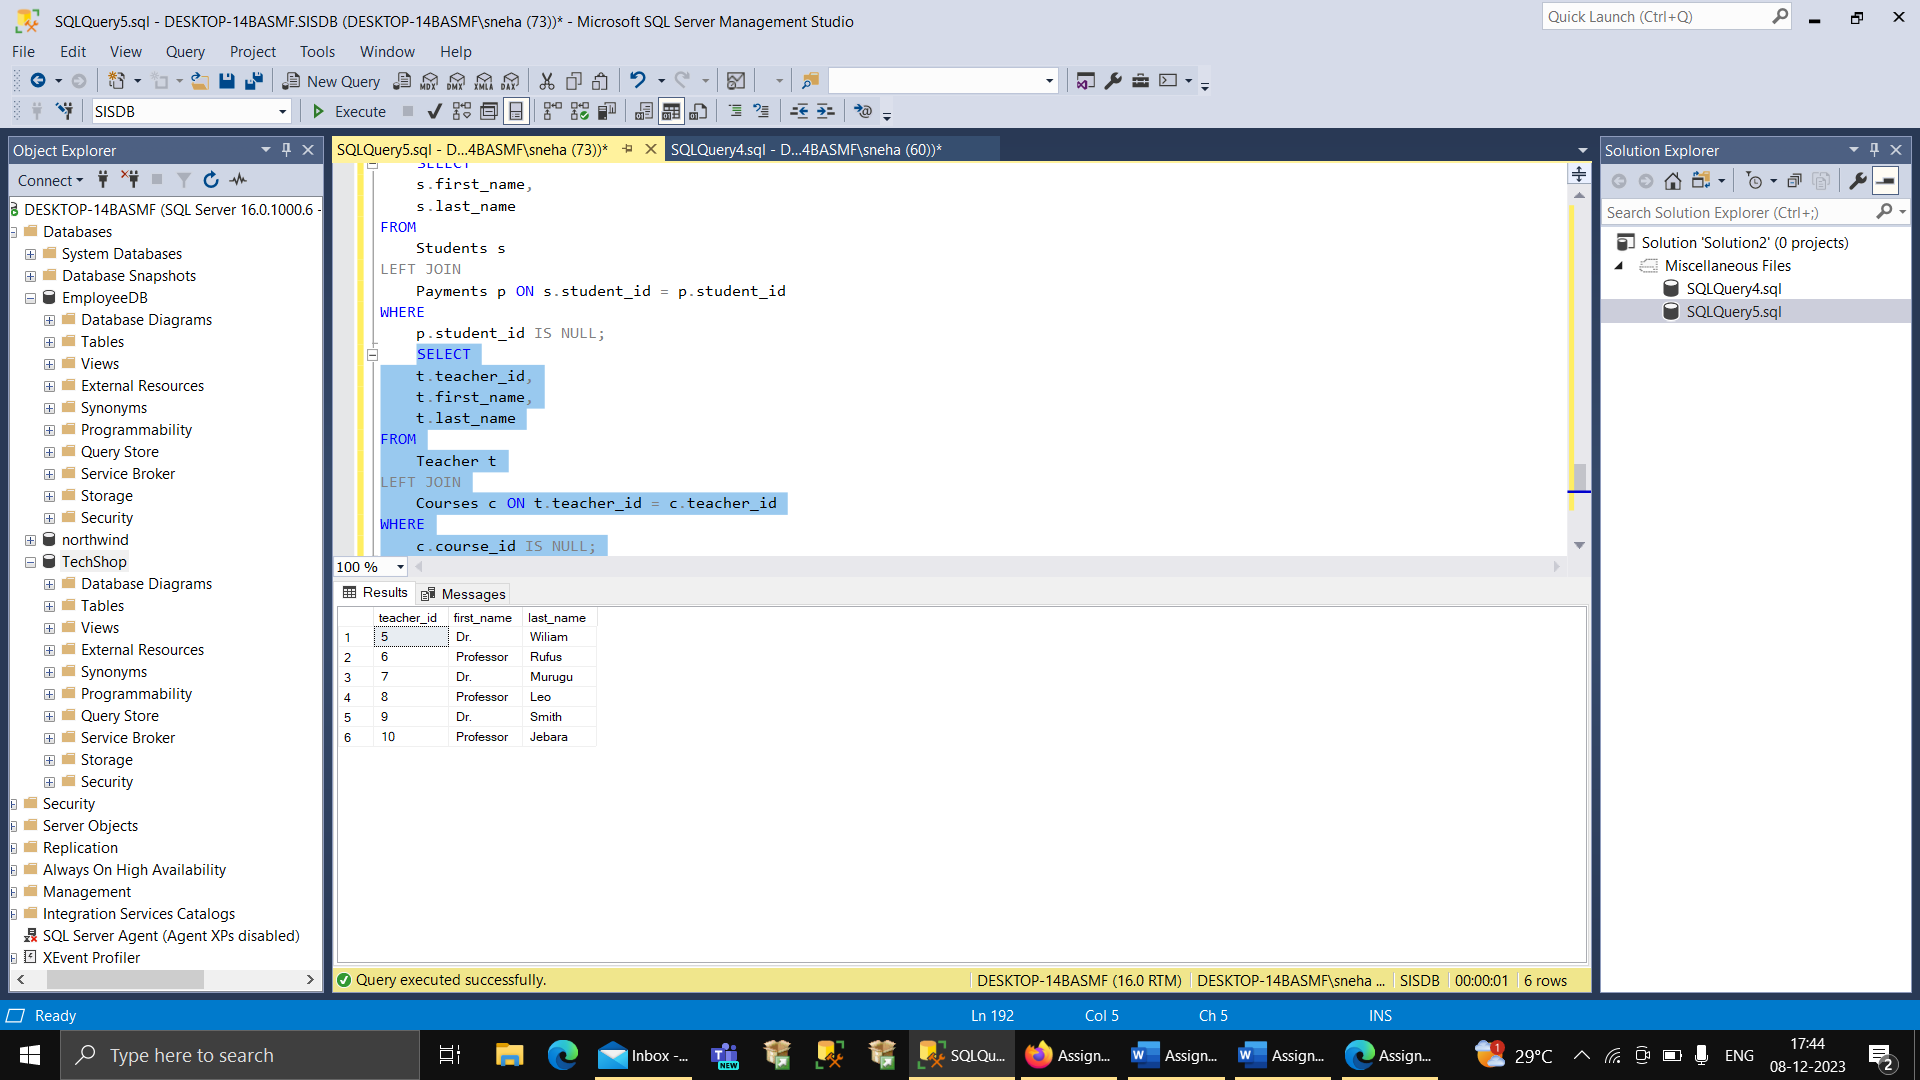 SQLQuery5.sql - DESKTOP-14BASMF.SISDB (DESKTOP-14BASMF\sneha (73))* - Microsoft SQL Server Management Studio
Quick Launch (Ctrl+Q)
File Edit View Query Project Tools Window Help
New Query
MDX DMX XMLA DAX
SISDB
Execute
Object Explorer
Connect
DESKTOP-14BASMF (SQL Server 16.0.1000.6 -
Databases
System Databases
Database Snapshots
EmployeeDB
Database Diagrams
Tables
Views
External Resources
Synonyms
Programmability
Query Store
Service Broker
Storage
Security
northwind
TechShop
Database Diagrams
Tables
Views
External Resources
Synonyms
Programmability
Query Store
Service Broker
Storage
Security
Security
Server Objects
Replication
Always On High Availability
Management
Integration Services Catalogs
SQL Server Agent (Agent XPs disabled)
XEvent Profiler
SQLQuery5.sql - D...4BASMF\sneha (73))*
SQLQuery4.sql - D...4BASMF\sneha (60))*
SELECT
s.first_name,
s.last_name
FROM
Students s
LEFT JOIN
Payments p ON s.student_id = p.student_id
WHERE
p.student_id IS NULL;
SELECT
t.teacher_id,
t.first_name,
t.last_name
FROM
Teacher t
LEFT JOIN
Courses c ON t.teacher_id = c.teacher_id
WHERE
c.course_id IS NULL;
100 %
Results Messages
teacher_id first_name last_name
1 5 Dr. Wiliam
2 6 Professor Rufus
3 7 Dr. Murugu
4 8 Professor Leo
5 9 Dr. Smith
6 10 Professor Jebara
Query executed successfully.
DESKTOP-14BASMF (16.0 RTM) DESKTOP-14BASMF\sneha ... SISDB 00:00:01 6 rows
Solution Explorer
Search Solution Explorer (Ctrl+;)
Solution 'Solution2' (0 projects)
Miscellaneous Files
SQLQuery4.sql
SQLQuery5.sql
Ready Ln 192 Col 5 Ch 5 INS
Type here to search
Inbox -...
NEW
SQLQu...
Assign...
Assign...
Assign...
Assign...
1
29°C
ENG
17:44
08-12-2023
2